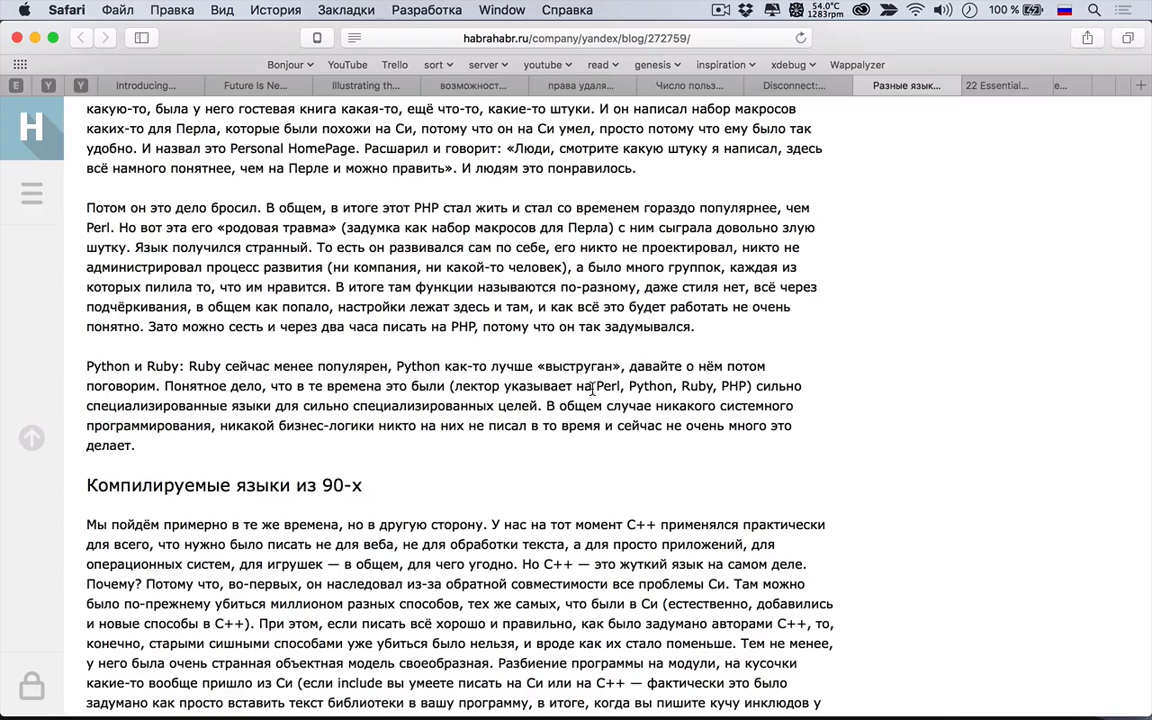 Safari Файл Правка Вид История Закладки Разработка Window Справка 54.0°C 1283rpm 100 %
habrahabr.ru/company/yandex/blog/272759/
Bonjour YouTube Trello sort server youtube read genesis inspiration xdebug Wappalyzer
E Y Y Introducing... Future Is Ne... Illustrating th... возможност... права удаля... Число польз... Disconnect:... Разные язык... 22 Essential... е...
H
какую-то, была у него гостевая книга какая-то, ещё что-то, какие-то штуки. И он написал набор макросов
каких-то для Перла, которые были похожи на Си, потому что он на Си умел, просто потому что ему было так
удобно. И назвал это Personal HomePage. Расшарил и говорит: «Люди, смотрите какую штуку я написал, здесь
всё намного понятнее, чем на Перле и можно править». И людям это понравилось.
Потом он это дело бросил. В общем, в итоге этот PHP стал жить и стал со временем гораздо популярнее, чем
Perl. Но вот эта его «родовая травма» (задумка как набор макросов для Перла) с ним сыграла довольно злую
шутку. Язык получился странный. То есть он развивался сам по себе, его никто не проектировал, никто не
администрировал процесс развития (ни компания, ни какой-то человек), а было много группок, каждая из
которых пилила то, что им нравится. В итоге там функции называются по-разному, даже стиля нет, всё через
подчёркивания, в общем как попало, настройки лежат здесь и там, и как всё это будет работать не очень
понятно. Зато можно сесть и через два часа писать на PHP, потому что он так задумывался.
Python и Ruby: Ruby сейчас менее популярен, Python как-то лучше «выструган», давайте о нём потом
поговорим. Понятное дело, что в те времена это были (лектор указывает на Perl, Python, Ruby, PHP) сильно
специализированные языки для сильно специализированных целей. В общем случае никакого системного
программирования, никакой бизнес-логики никто на них не писал в то время и сейчас не очень много это
делает.
Компилируемые языки из 90-х
Мы пойдём примерно в те же времена, но в другую сторону. У нас на тот момент C++ применялся практически
для всего, что нужно было писать не для веба, не для обработки текста, а для просто приложений, для
операционных систем, для игрушек — в общем, для чего угодно. Но C++ — это жуткий язык на самом деле.
Почему? Потому что, во-первых, он наследовал из-за обратной совместимости все проблемы Си. Там можно
было по-прежнему убиться миллионом разных способов, тех же самых, что были в Си (естественно, добавились
и новые способы в C++). При этом, если писать всё хорошо и правильно, как было задумано авторами C++, то,
конечно, старыми сишными способами уже убиться было нельзя, и вроде как их стало поменьше. Тем не менее,
у него была очень странная объектная модель своеобразная. Разбиение программы на модули, на кусочки
какие-то вообще пришло из Си (если include вы умеете писать на Си или на C++ — фактически это было
задумано как просто вставить текст библиотеки в вашу программу, в итоге, когда вы пишите кучу инклюдов у